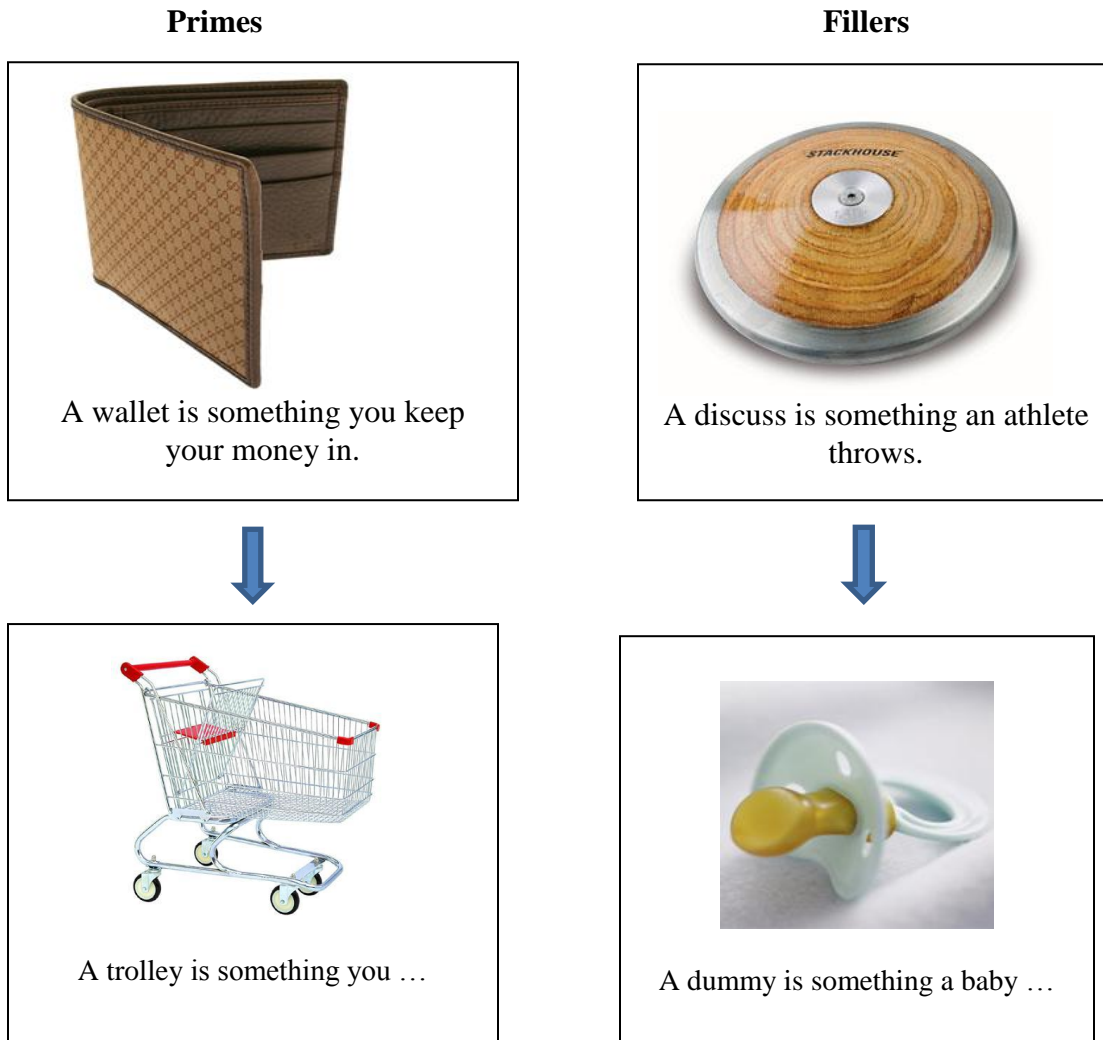 Primes
Fillers
A wallet is something you keep
your money in.
STACKHOUSE
A discuss is something an athlete
throws.
A trolley is something you …
A dummy is something a baby …